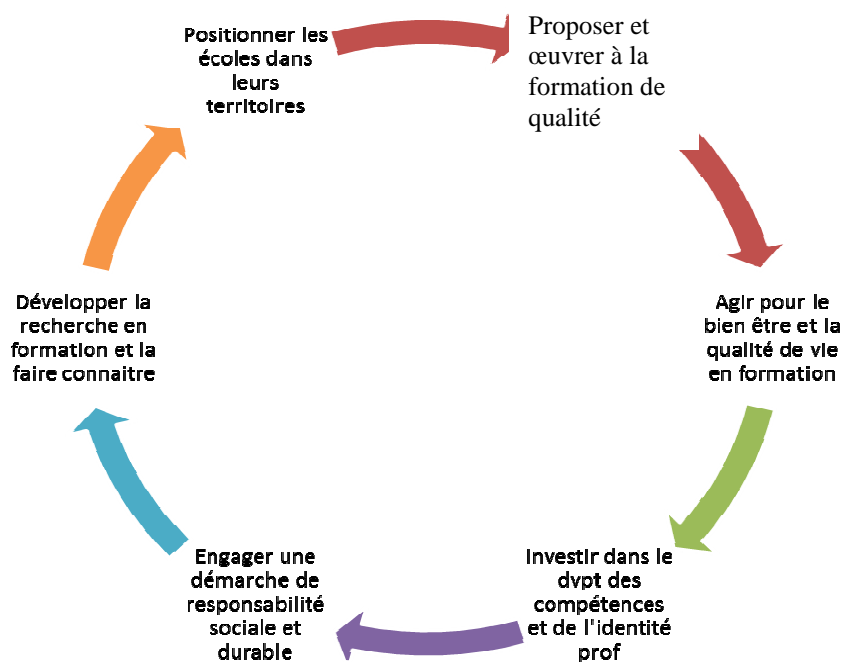 Positionner les
écoles dans
leurs
territoires
Proposer et
œuvrer à la
formation de
qualité
Agir pour le
bien être et la
qualité de vie
en formation
Investir dans le
dvpt des
compétences
et de l'identité
prof
Engager une
démarche de
responsabilité
sociale et
durable
Développer la
recherche en
formation et la
faire connaitre